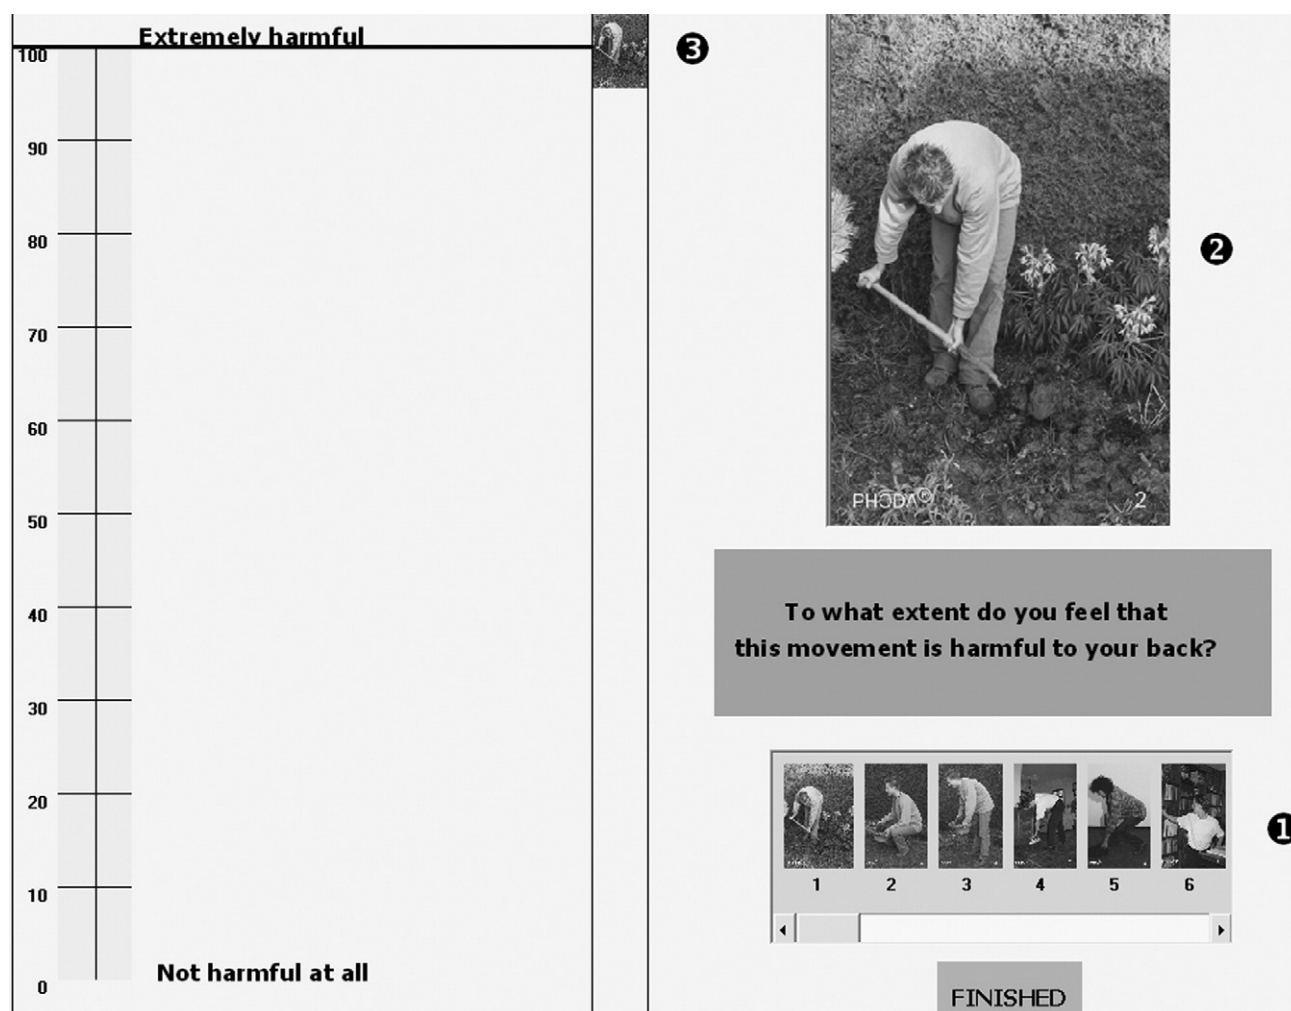 Extremely harmful
100
90
80
70
60
50
40
30
20
10
0
Not harmful at all
❸
❷
PHODA©
2
To what extent do you feel that
this movement is harmful to your back?
❶
1 2 3 4 5 6
FINISHED